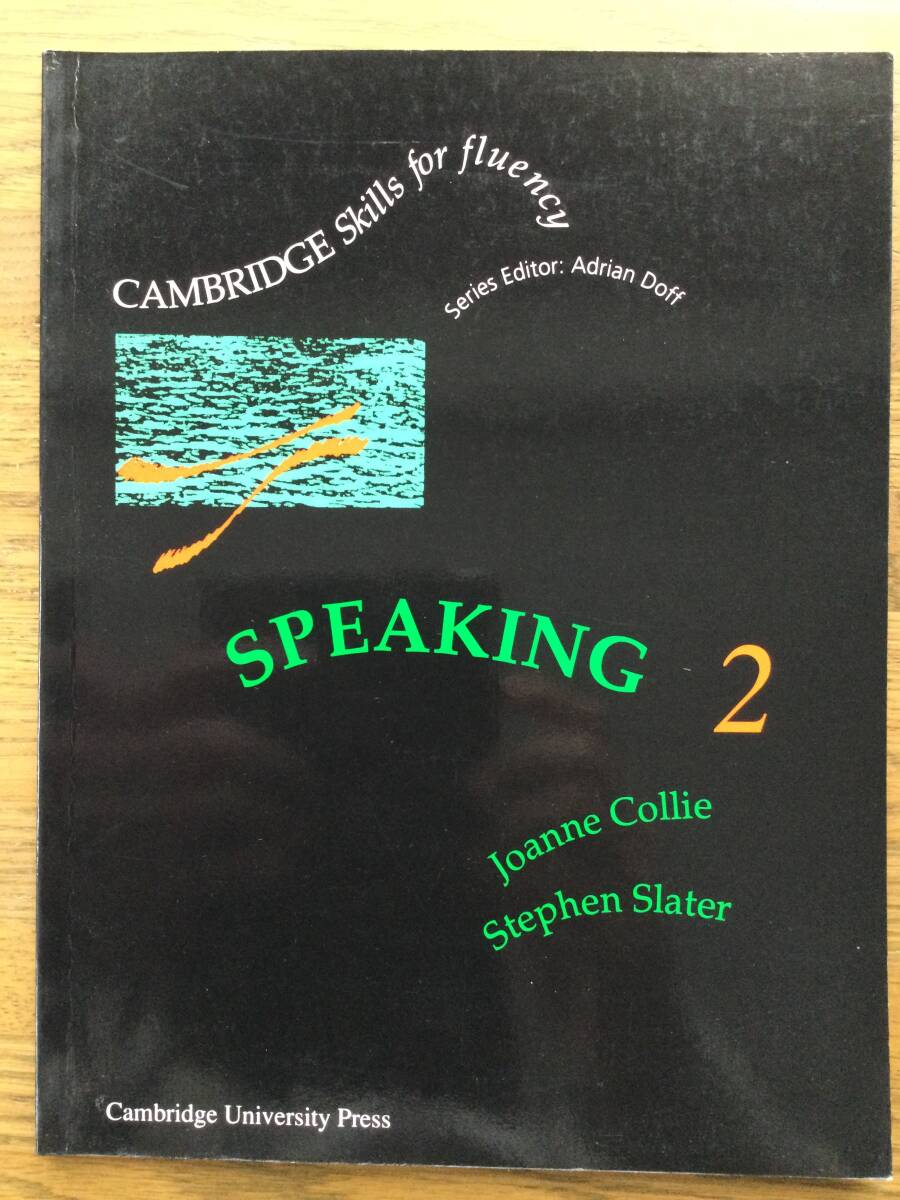 CAMBRIDGE Skills for fluency
Series Editor: Adrian Doff
SPEAKING 2
Joanne Collie
Stephen Slater
Cambridge University Press